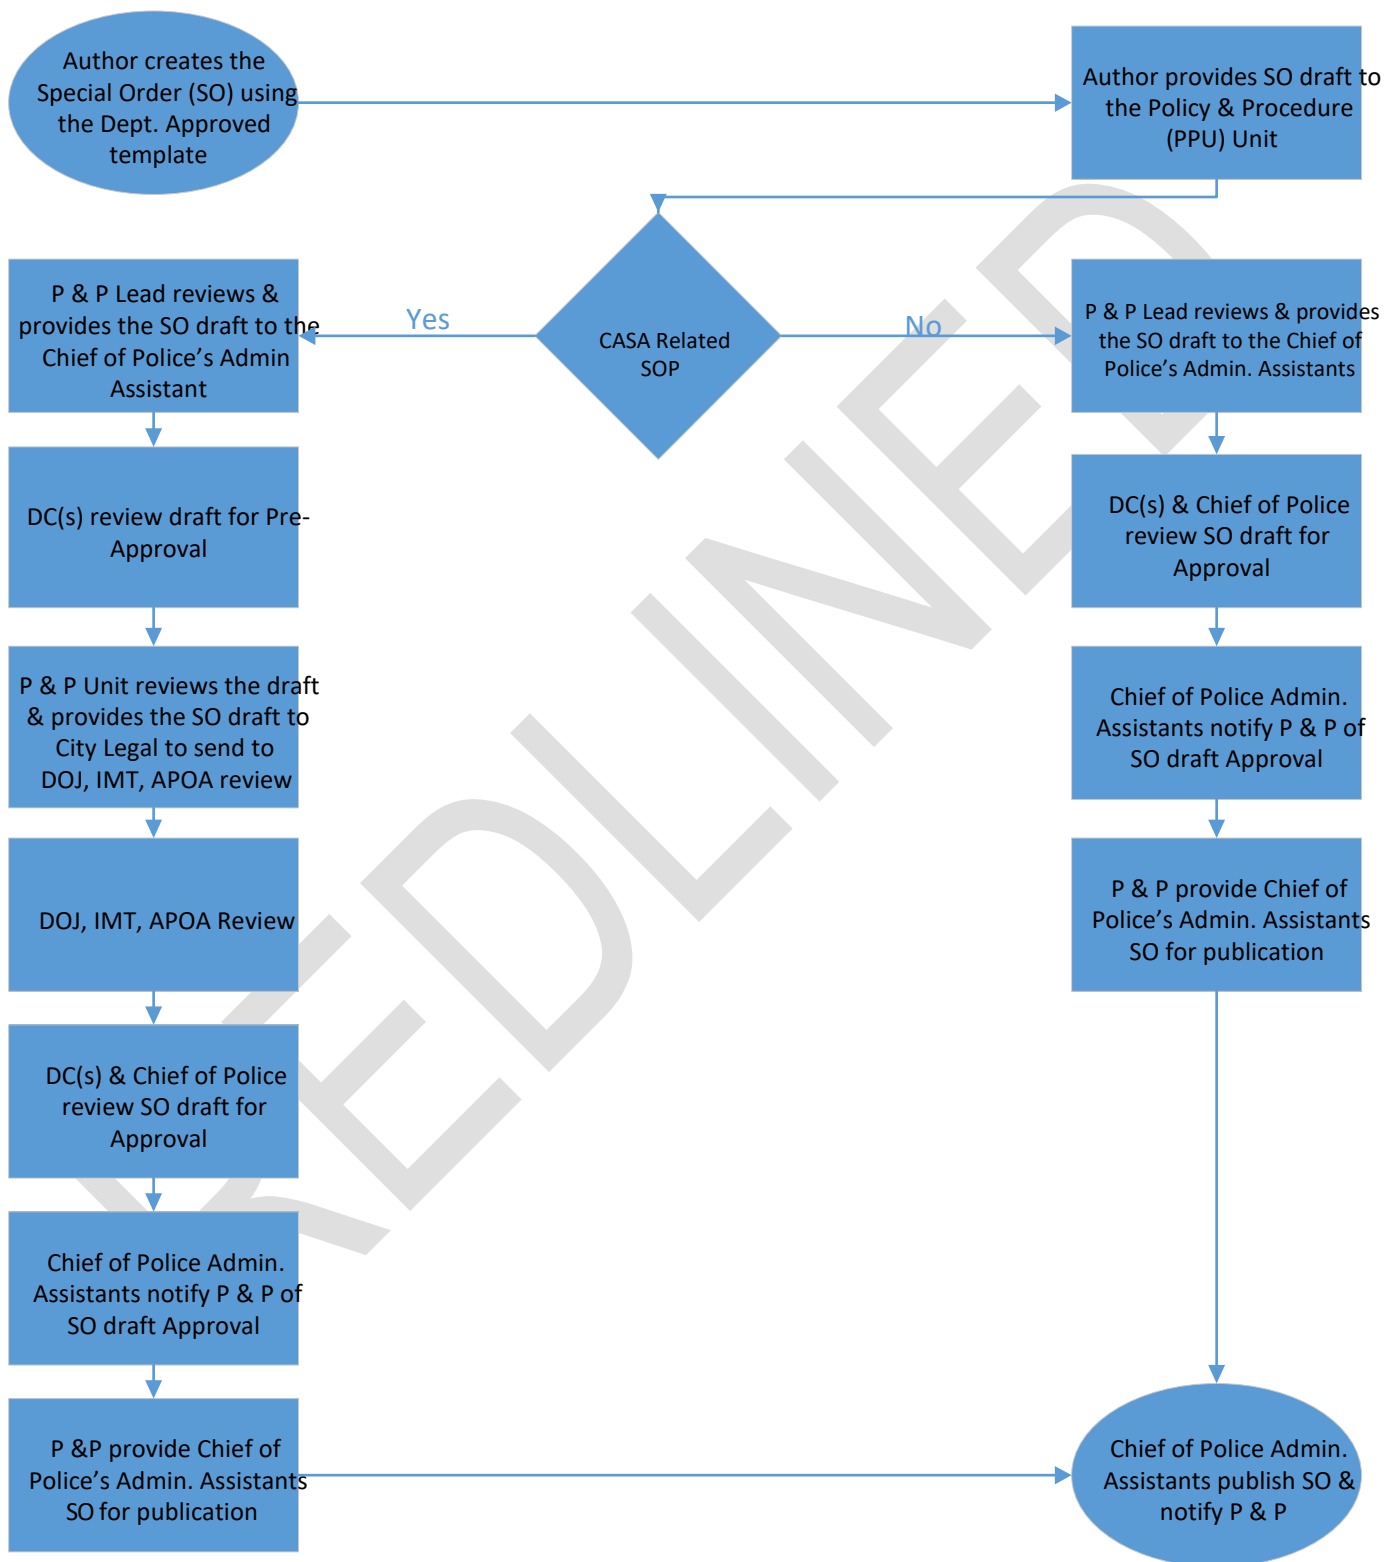 Author creates the
Special Order (SO) using
the Dept. Approved
template
Author provides SO draft to
the Policy & Procedure
(PPU) Unit
CASA Related
SOP
Yes
No
P & P Lead reviews &
provides the SO draft to the
Chief of Police’s Admin
Assistant
P & P Lead reviews & provides
the SO draft to the Chief of
Police’s Admin. Assistants
DC(s) review draft for Pre-
Approval
DC(s) & Chief of Police
review SO draft for
Approval
P & P Unit reviews the draft
& provides the SO draft to
City Legal to send to
DOJ, IMT, APOA review
Chief of Police Admin.
Assistants notify P & P of
SO draft Approval
DOJ, IMT, APOA Review
P & P provide Chief of
Police’s Admin. Assistants
SO for publication
DC(s) & Chief of Police
review SO draft for
Approval
Chief of Police Admin.
Assistants notify P & P of
SO draft Approval
P &P provide Chief of
Police’s Admin. Assistants
SO for publication
Chief of Police Admin.
Assistants publish SO &
notify P & P
REDLINED